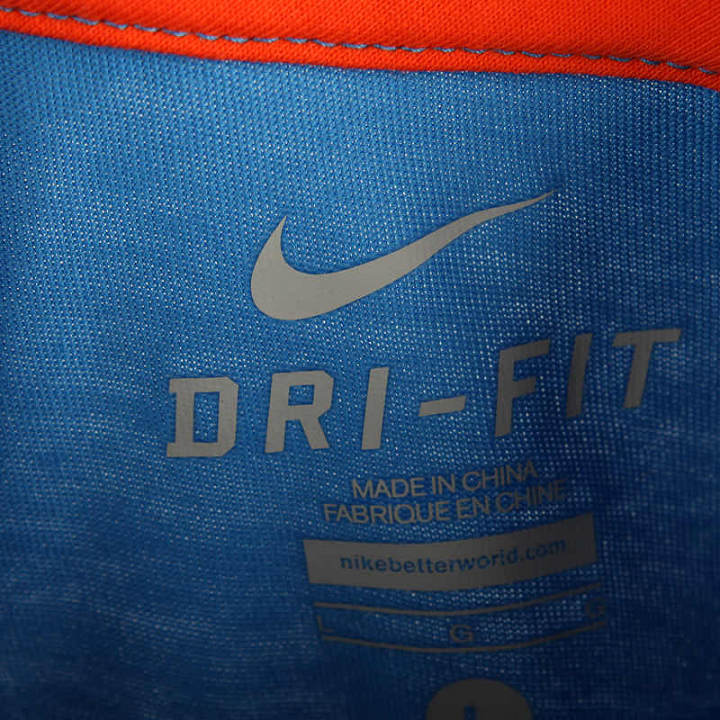 DRI-FIT
MADE IN CHINA
FABRIQUE EN CHINE
nikebetterworld.com
L G G